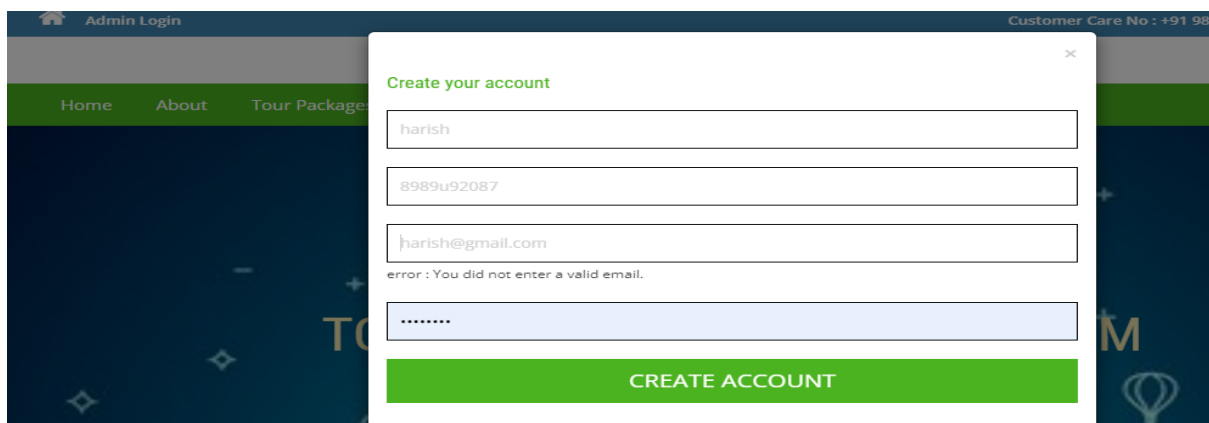 Admin Login
Customer Care No : +91 98
×
Create your account
Home About Tour Packages
harish
8989u92087
harish@gmail.com
error : You did not enter a valid email.
••••••••
TO M
CREATE ACCOUNT